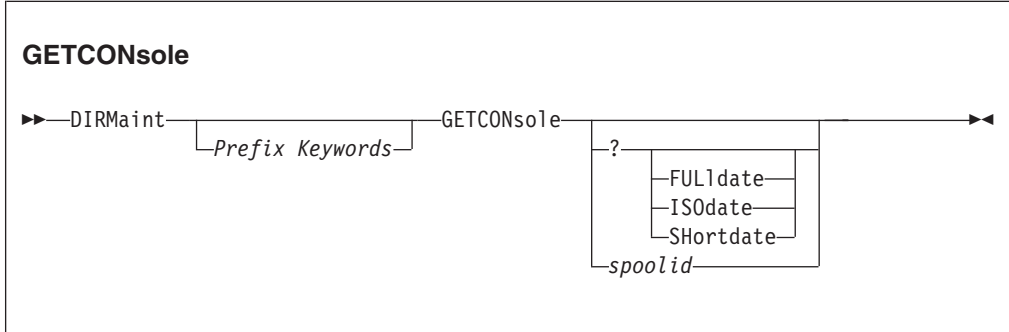 GETCONsole
DIRMaint Prefix Keywords GETCONsole
?
FULldate
ISOdate
SHortdate
spoolid